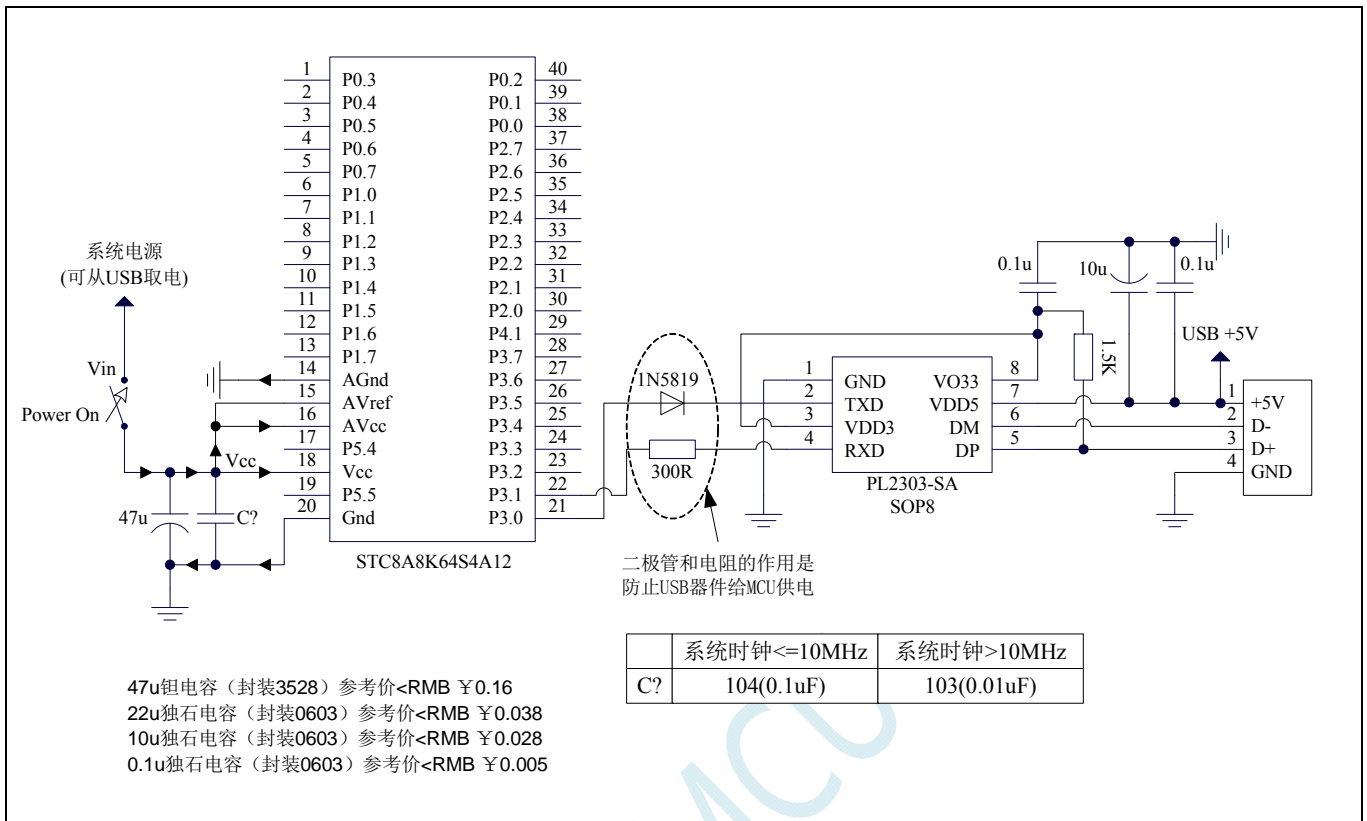 系统电源
(可从USB取电)
Vin
Power On
Vcc
47u
C?
1 P0.3
2 P0.4
3 P0.5
4 P0.6
5 P0.7
6 P1.0
7 P1.1
8 P1.2
9 P1.3
10 P1.4
11 P1.5
12 P1.6
13 P1.7
14 AGnd
15 AVref
16 AVcc
17 P5.4
18 Vcc
19 P5.5
20 Gnd
P0.2 40
P0.1 39
P0.0 38
P2.7 37
P2.6 36
P2.5 35
P2.4 34
P2.3 33
P2.2 32
P2.1 31
P2.0 30
P4.1 29
P3.7 28
P3.6 27
P3.5 26
P3.4 25
P3.3 24
P3.2 23
P3.1 22
P3.0 21
STC8A8K64S4A12
1N5819
300R
二极管和电阻的作用是
防止USB器件给MCU供电
1 GND
2 TXD
3 VDD3
4 RXD
VO33 8
VDD5 7
DM 6
DP 5
PL2303-SA
SOP8
0.1u
10u
0.1u
1.5K
USB +5V
1 +5V
2 D-
3 D+
4 GND
系统时钟<=10MHz 系统时钟>10MHz
C? 104(0.1uF) 103(0.01uF)
47u钽电容（封装3528）参考价<RMB ￥0.16
22u独石电容（封装0603）参考价<RMB ￥0.038
10u独石电容（封装0603）参考价<RMB ￥0.028
0.1u独石电容（封装0603）参考价<RMB ￥0.005
MCU